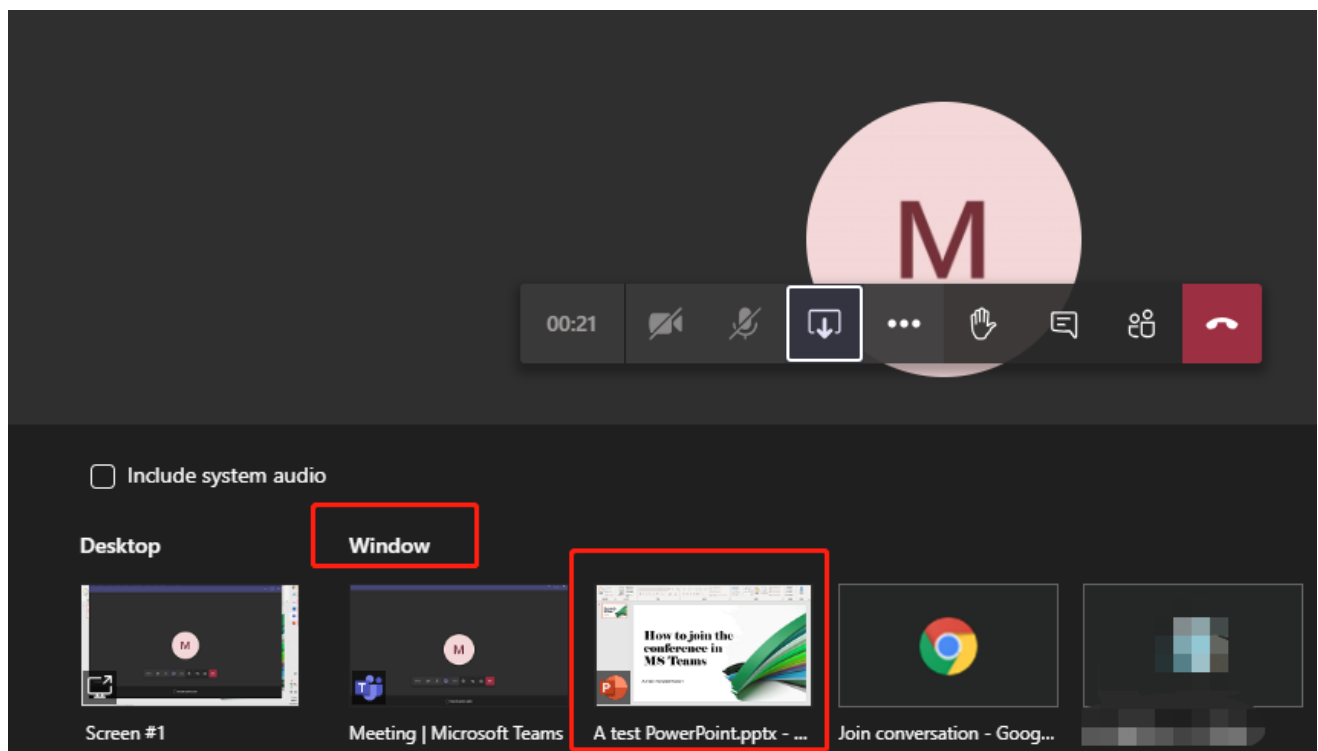 M
00:21
Include system audio
Desktop
Window
M
M
How to join the
conference in
MS Teams
Screen #1
Meeting | Microsoft Teams
A test PowerPoint.pptx - ...
Join conversation - Goog...